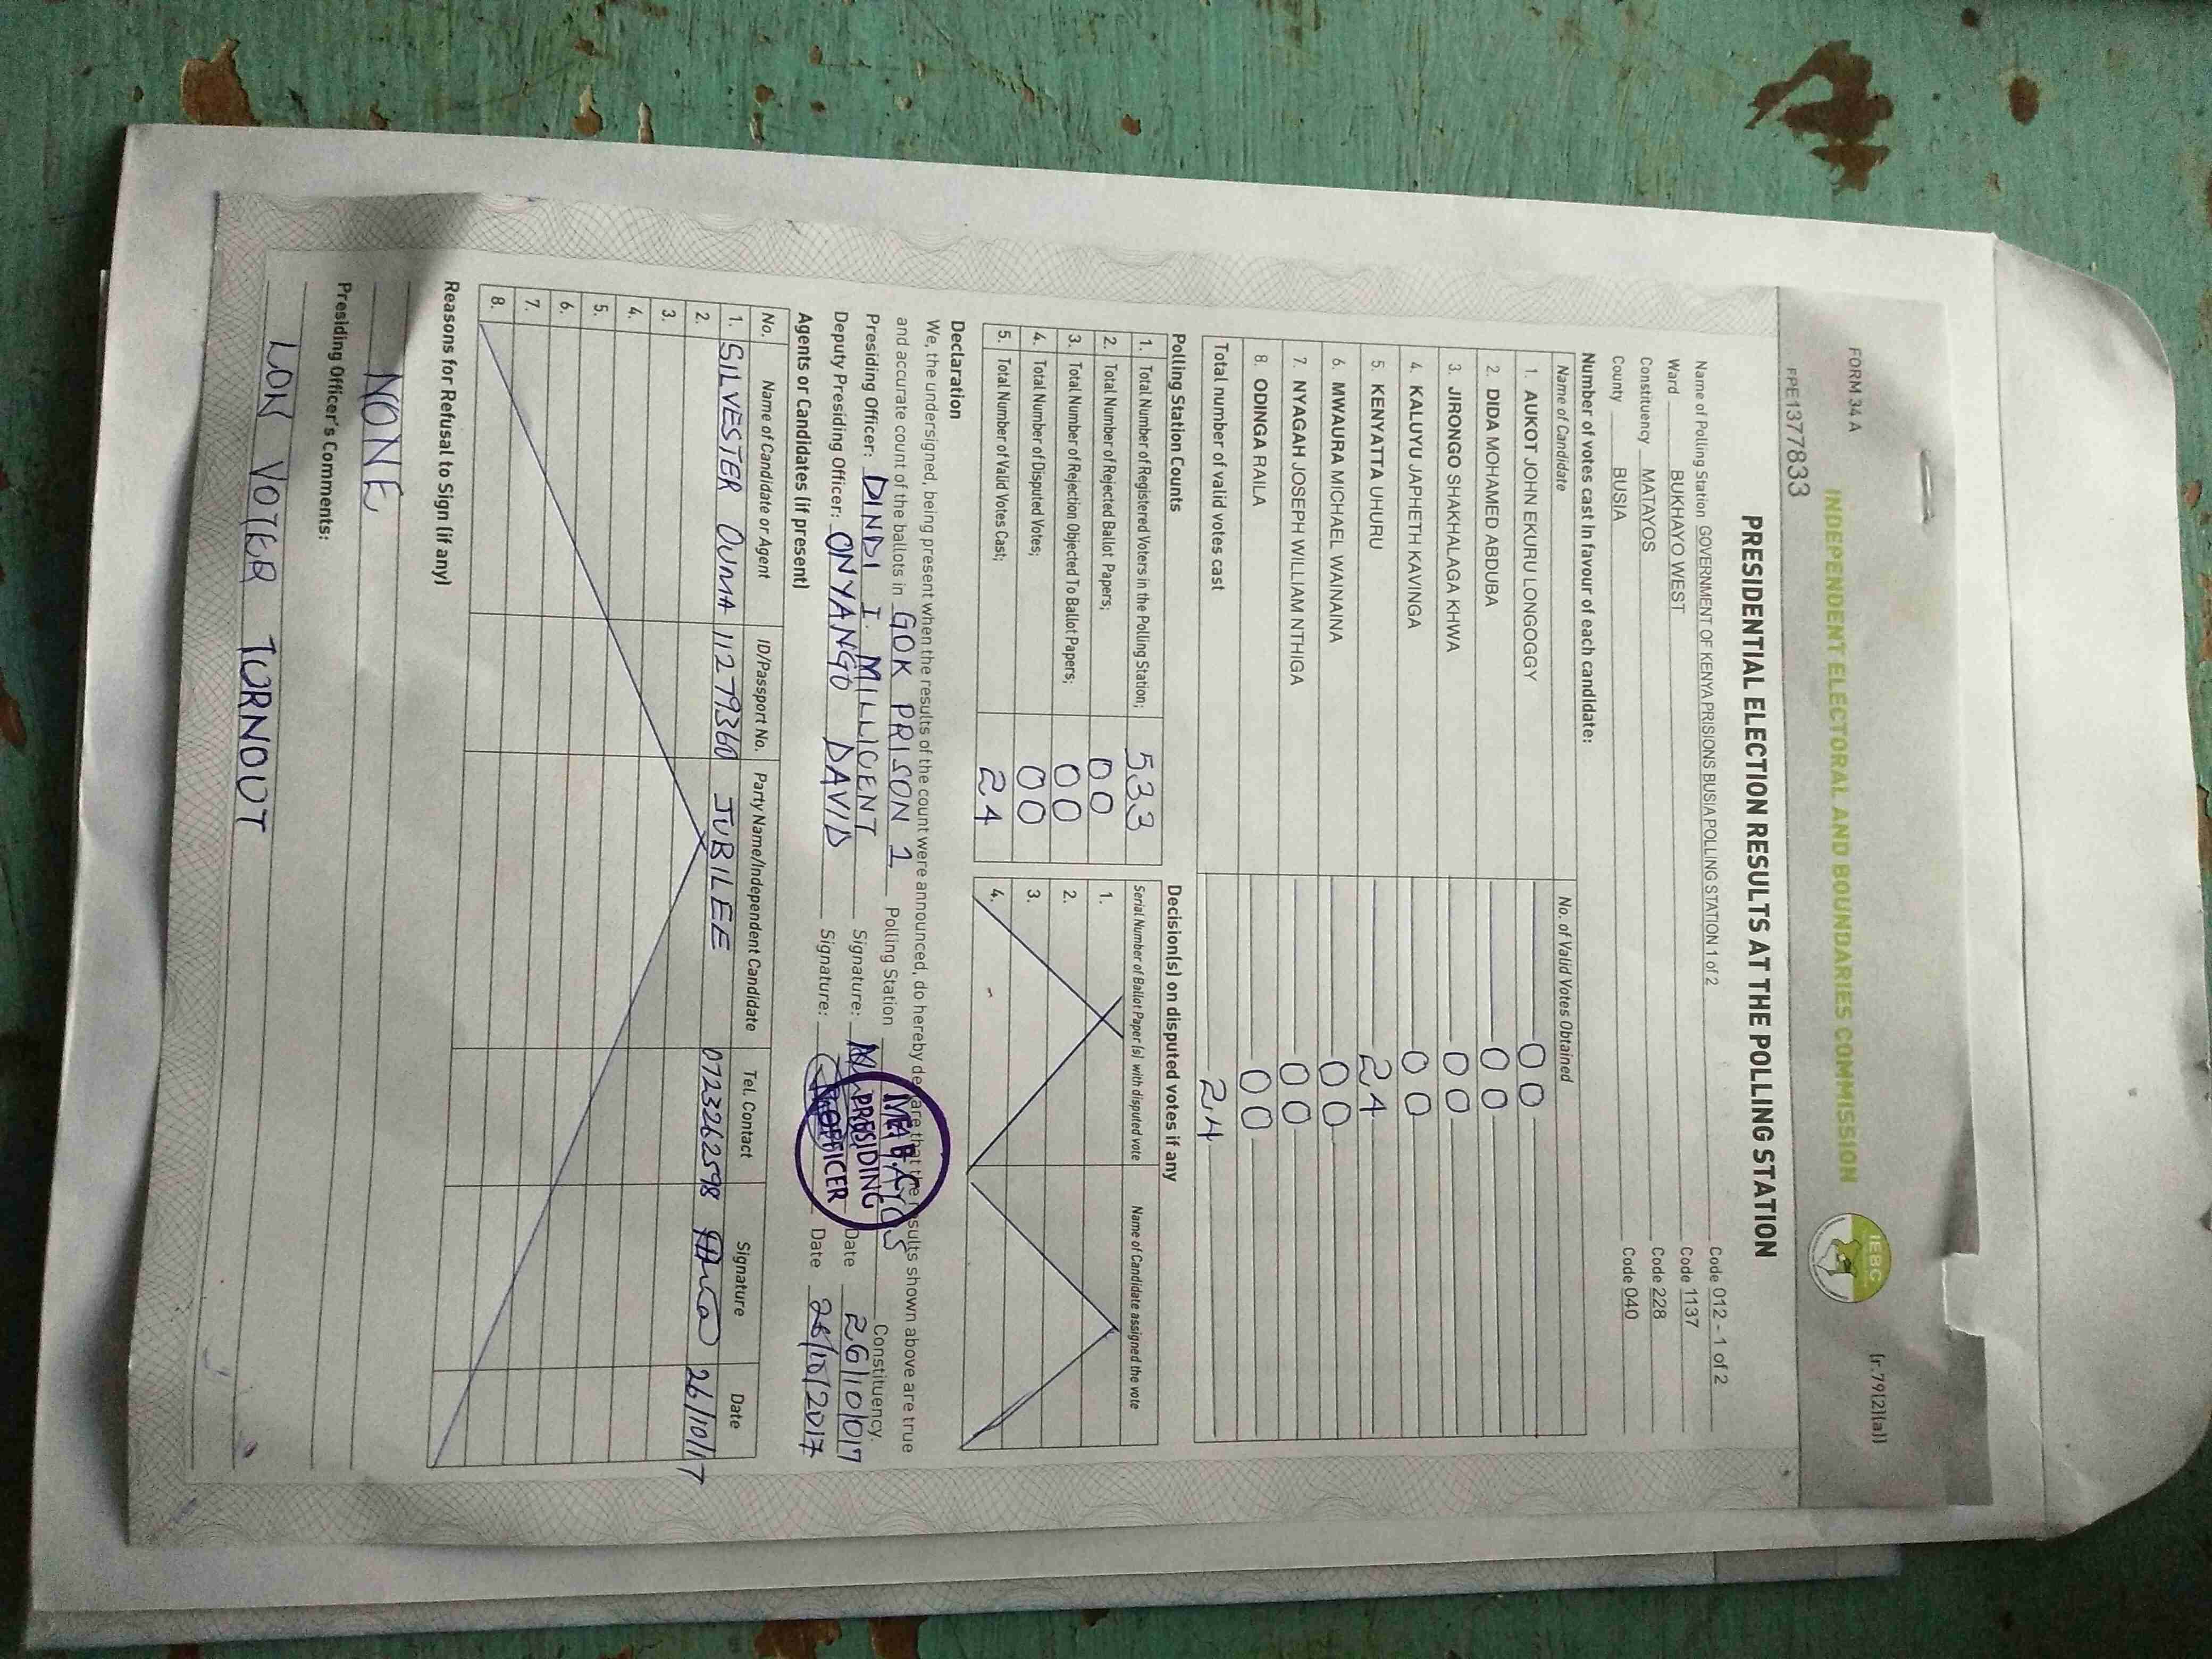 FORM 34 A
(r.79(2)(a))
INDEPENDENT ELECTORAL AND BOUNDARIES COMMISSION
IEBC
PPE1377833
PRESIDENTIAL ELECTION RESULTS AT THE POLLING STATION
Name of Polling Station GOVERNMENT OF KENYA PRISIONS BUSIA POLLING STATION 1 of 2 Code 012 - 1 of 2
Ward BUKHAYO WEST Code 1137
Constituency MATAYOS Code 228
County BUSIA Code 040
Number of votes cast in favour of each candidate:
Name of Candidate No. of Valid Votes Obtained
1. AUKOT JOHN EKURU LONGOGGY 00
2. DIDA MOHAMED ABDUBA 00
3. JIRONGO SHAKHALAGA KHWA 00
4. KALUYU JAPHETH KAVINGA 00
5. KENYATTA UHURU 24
6. MWAURA MICHAEL WAINAINA 00
7. NYAGAH JOSEPH WILLIAM NTHIGA 00
8. ODINGA RAILA 00
Total number of valid votes cast 24
Polling Station Counts Decision(s) on disputed votes if any
1. Total Number of Registered Voters in the Polling Station; 533 Serial Number of Ballot Paper (s) with disputed vote Name of Candidate assigned the vote
2. Total Number of Rejected Ballot Papers; 00 1.
3. Total Number of Rejection Objected To Ballot Papers; 00 2.
4. Total Number of Disputed Votes; 00 3.
5. Total Number of Valid Votes Cast; 24 4.
Declaration
We, the undersigned, being present when the results of the count were announced, do hereby declare that the results shown above are true
and accurate count of the ballots in GOK PRISON 1 Polling Station MATAYOS Constituency.
Presiding Officer: DINDI I. MILLICENT Signature: Date 26/10/017
Deputy Presiding Officer: ONYANGO DAVID Signature: Date 26/10/2017
PRESIDING
OFFICER
Agents or Candidates (if present)
No. Name of Candidate or Agent ID/Passport No. Party Name/Independent Candidate Tel. Contact Signature Date
1. SILVESTER OUMA 11279360 JUBILEE 0723262598 26/10/17
2.
3.
4.
5.
6.
7.
8.
Reasons for Refusal to Sign (if any)
NONE
Presiding Officer's Comments:
LOW VOTER TURNOUT